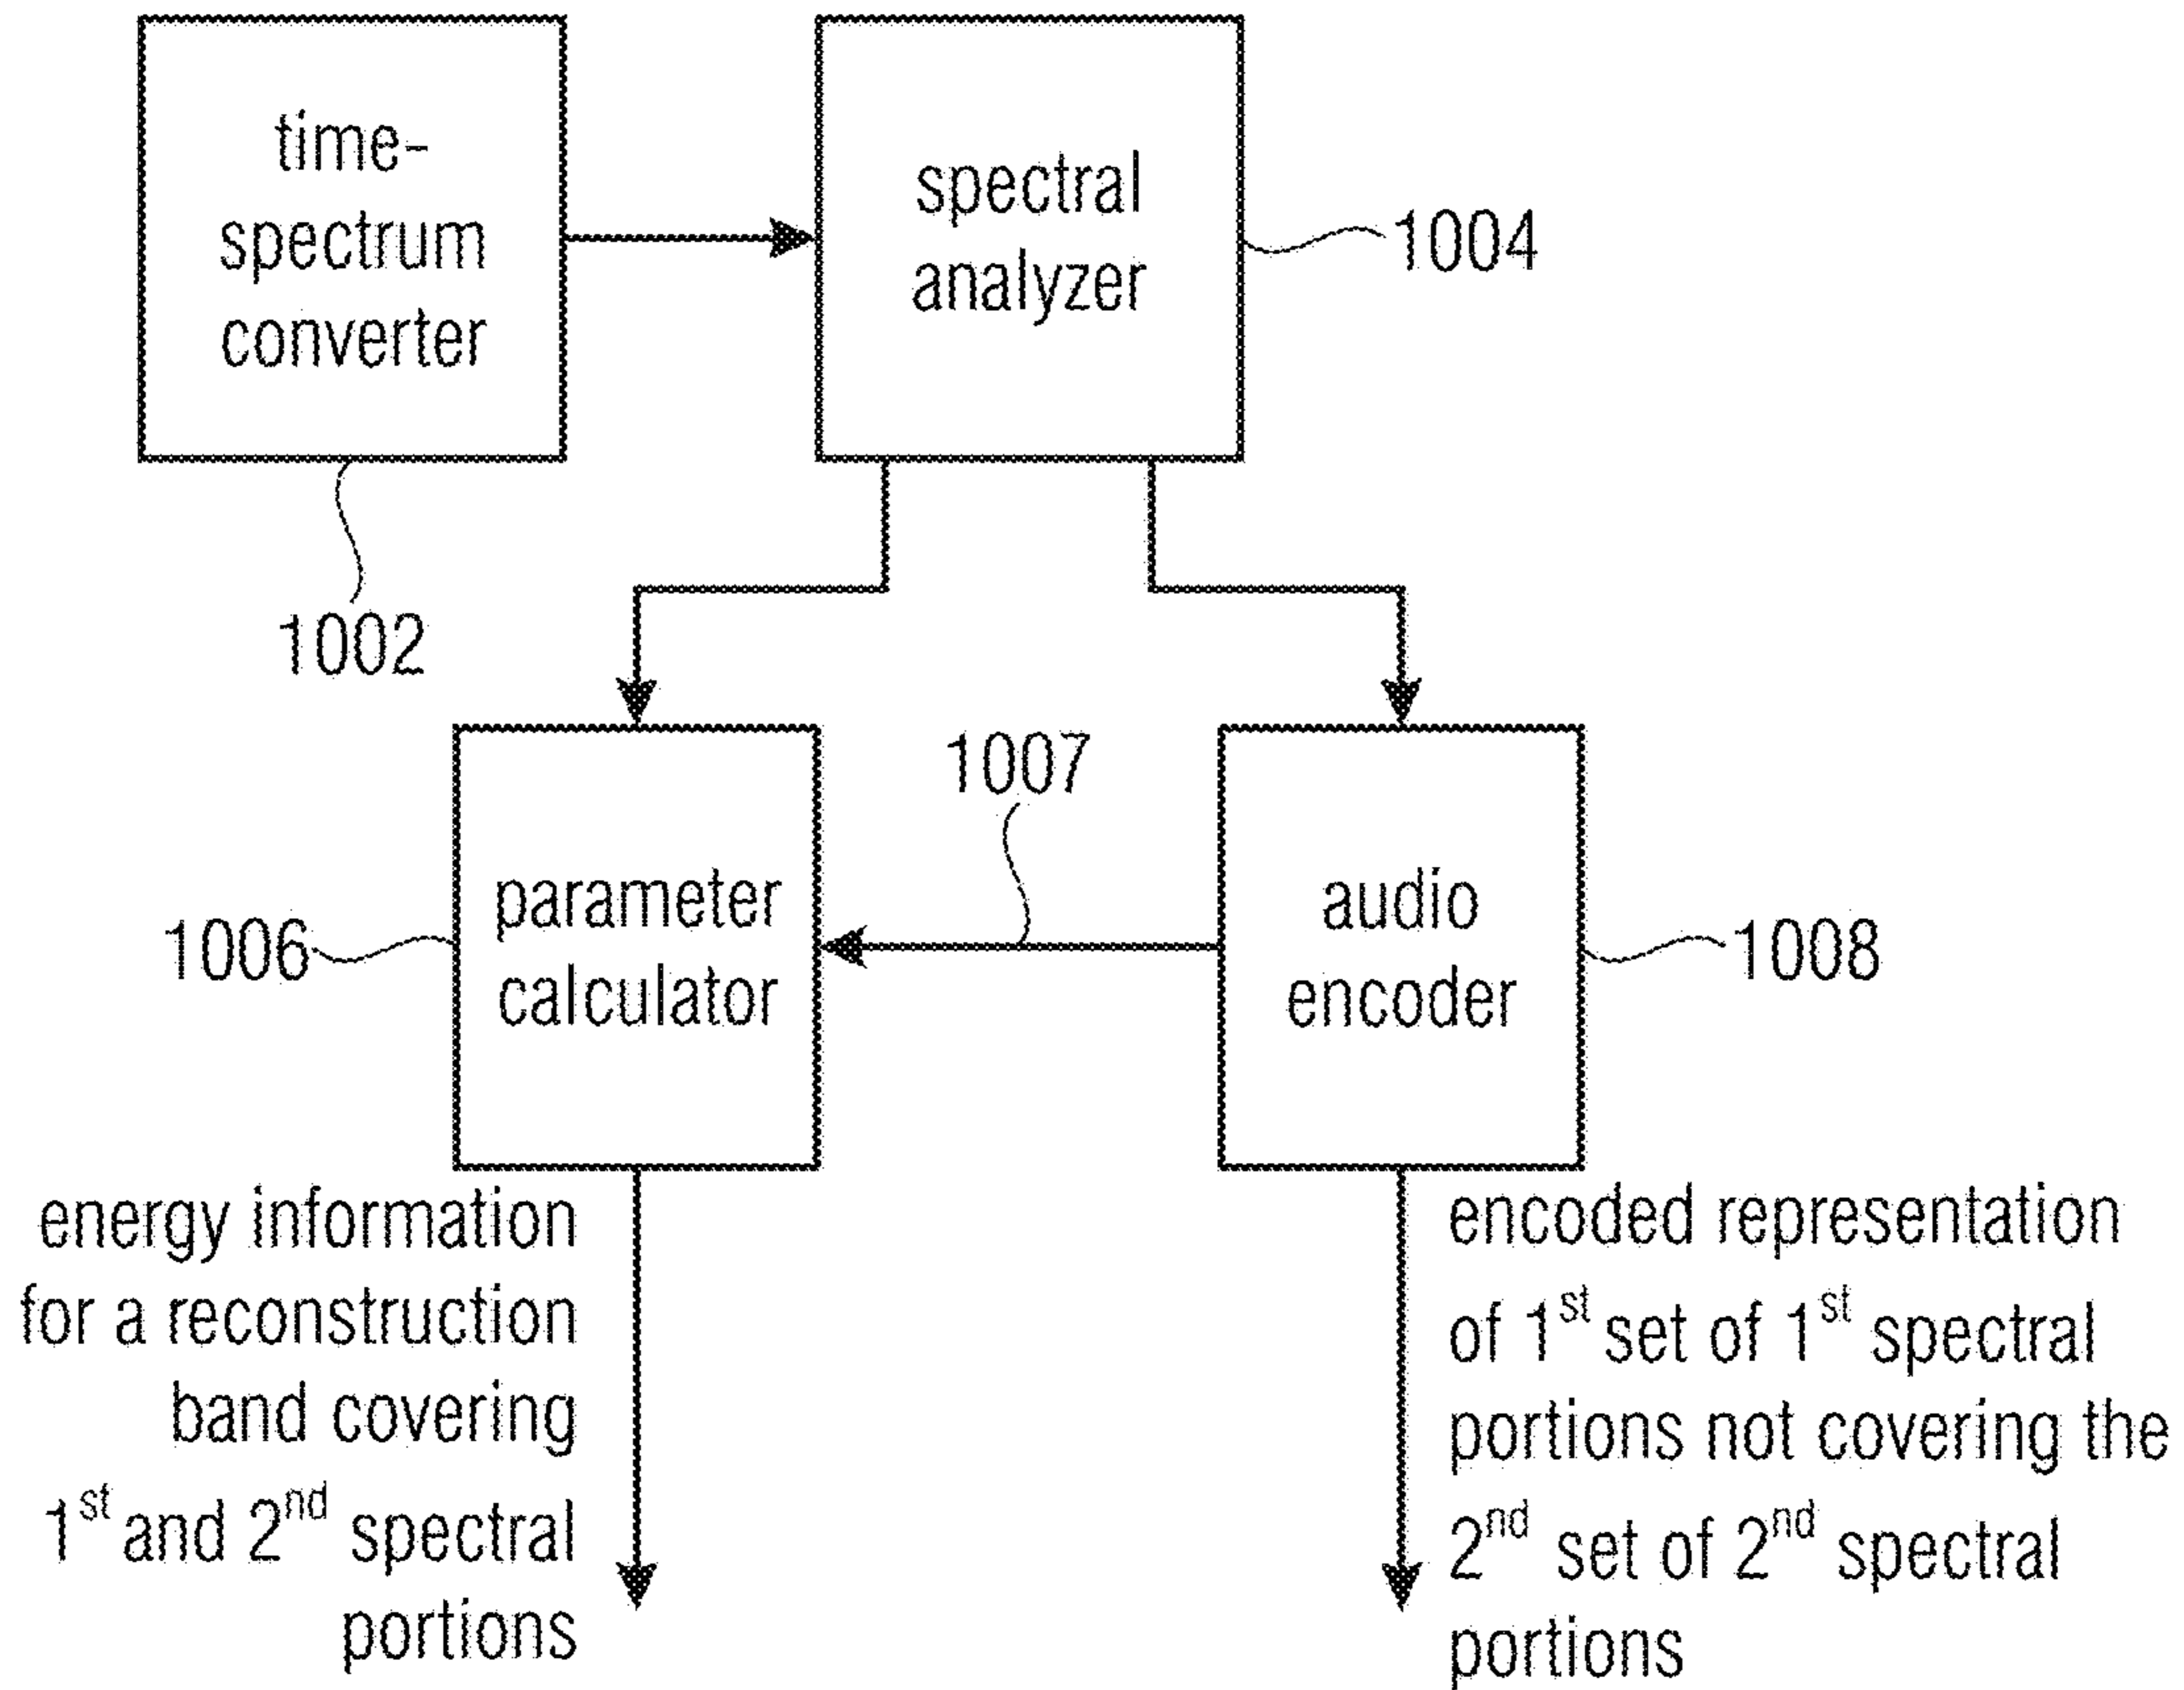 time-
spectrum
converter
spectral
analyzer
1004
1002
1007
parameter
calculator
1006
audio
encoder
1008
energy information
for a reconstruction
band covering
1st and 2nd spectral
portions
encoded representation
of 1st set of 1st spectral
portions not covering the
2nd set of 2nd spectral
portions